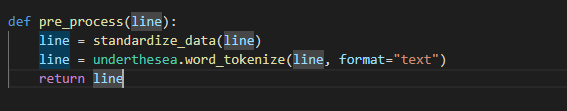 def pre_process(line):
    line = standardize_data(line)
    line = underthesea.word_tokenize(line, format="text")
    return line